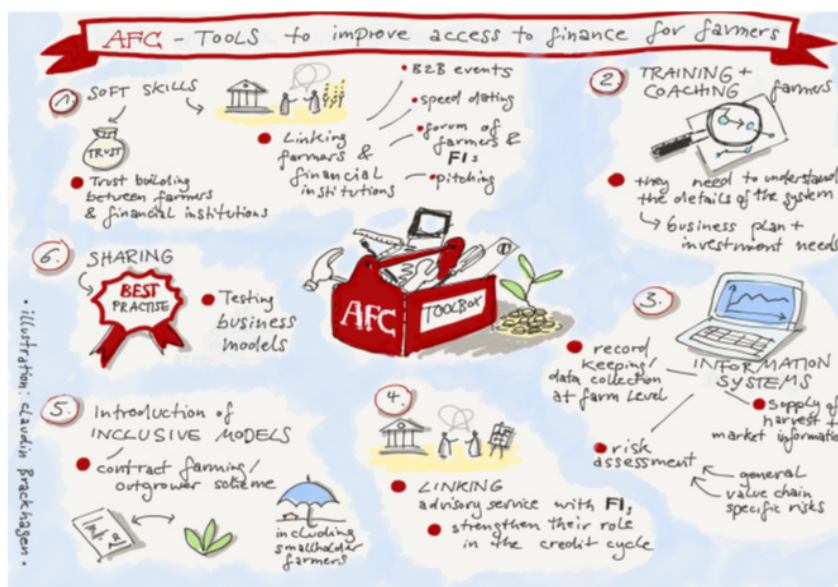 AFC - TOOLS to improve access to finance for farmers
1.
SOFT SKILLS
TRUST
Trust building
between farmers
& financial institutions
Linking
farmers &
financial
institutions
B2B events
speed dating
forum of
farmers &
FIs
pitching
2.
TRAINING +
COACHING farmers
they need to understand
the details of the system
business plan +
investment needs
6.
SHARING
BEST
PRACTISE
Testing
business
models
AFC
TOOLBOX
3.
INFORMATION
SYSTEMS
record
keeping/
data collection
at farm level
supply of
harvest +
market information
risk
assessment
general
value chain
specific risks
5.
Introduction of
INCLUSIVE MODELS
contract farming/
outgrower scheme
including
smallholder
farmers
4.
LINKING
advisory service with FIs
strengthen their role
in the credit cycle
• illustration: claudin Brackhagen •